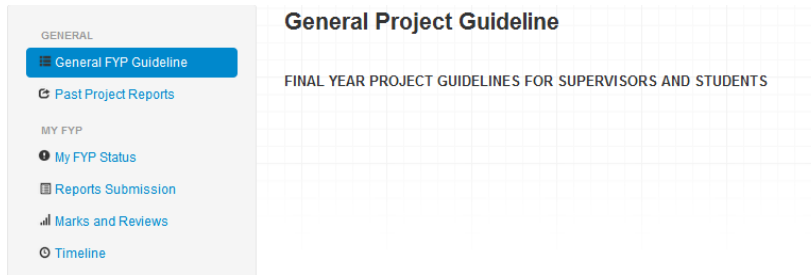 GENERAL
General FYP Guideline
Past Project Reports
MY FYP
My FYP Status
Reports Submission
Marks and Reviews
Timeline
General Project Guideline
FINAL YEAR PROJECT GUIDELINES FOR SUPERVISORS AND STUDENTS